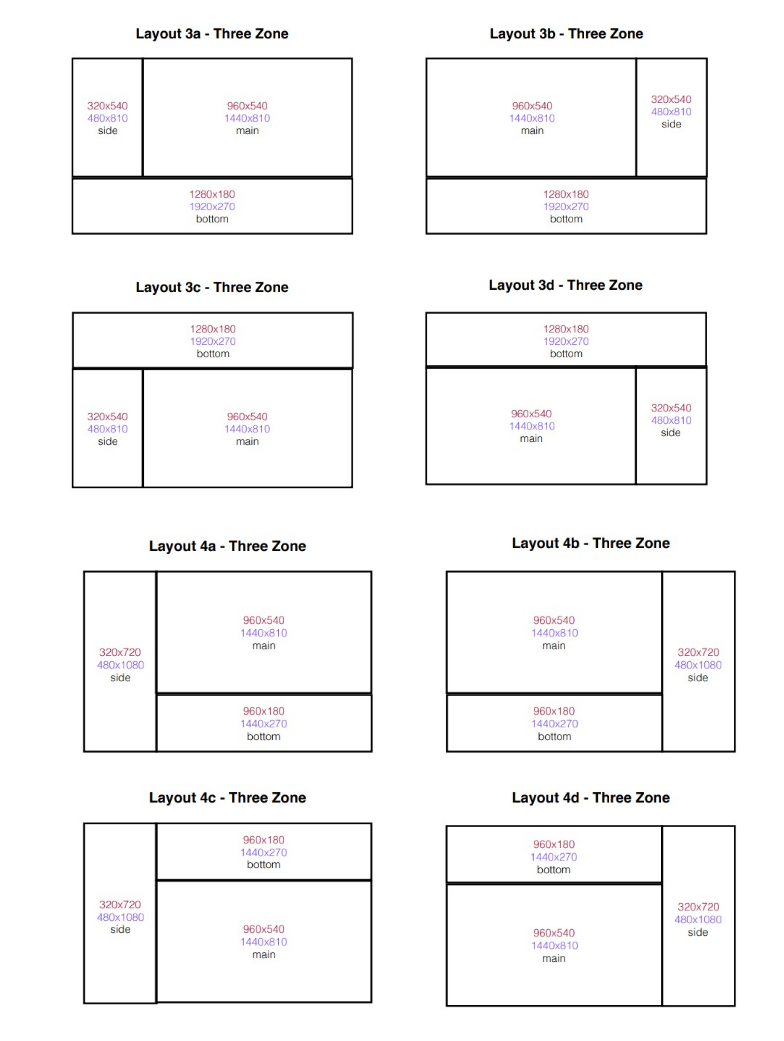 Layout 3a - Three Zone
320x540
480x810
side
960x540
1440x810
main
1280x180
1920x270
bottom
Layout 3b - Three Zone
960x540
1440x810
main
320x540
480x810
side
1280x180
1920x270
bottom
Layout 3c - Three Zone
1280x180
1920x270
bottom
320x540
480x810
side
960x540
1440x810
main
Layout 3d - Three Zone
1280x180
1920x270
bottom
960x540
1440x810
main
320x540
480x810
side
Layout 4a - Three Zone
320x720
480x1080
side
960x540
1440x810
main
960x180
1440x270
bottom
Layout 4b - Three Zone
960x540
1440x810
main
320x720
480x1080
side
960x180
1440x270
bottom
Layout 4c - Three Zone
960x180
1440x270
bottom
320x720
480x1080
side
960x540
1440x810
main
Layout 4d - Three Zone
960x180
1440x270
bottom
320x720
480x1080
side
960x540
1440x810
main